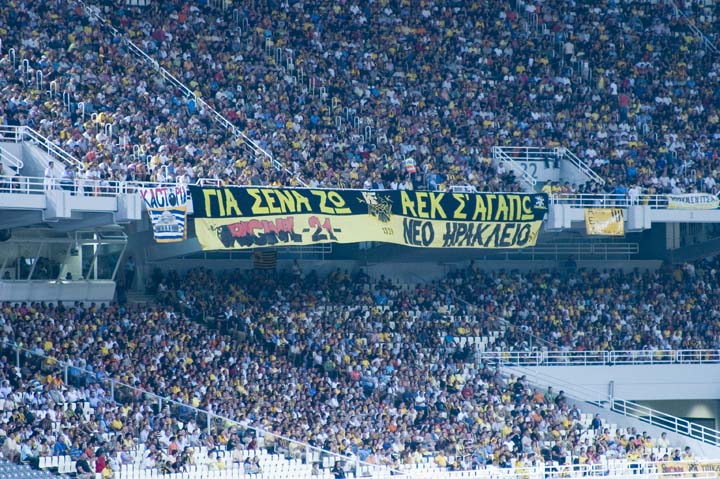 ΚΑΣΤΟΡΙΑ
ΓΙΑ ΣΕΝΑ ΖΩ ΑΕΚ Σ'ΑΓΑΠΩ
ORIGINAL-21- ΝΕΟ ΗΡΑΚΛΕΙΟ